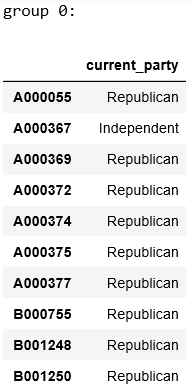 group 0:
current_party
A000055 Republican
A000367 Independent
A000369 Republican
A000372 Republican
A000374 Republican
A000375 Republican
A000377 Republican
B000755 Republican
B001248 Republican
B001250 Republican